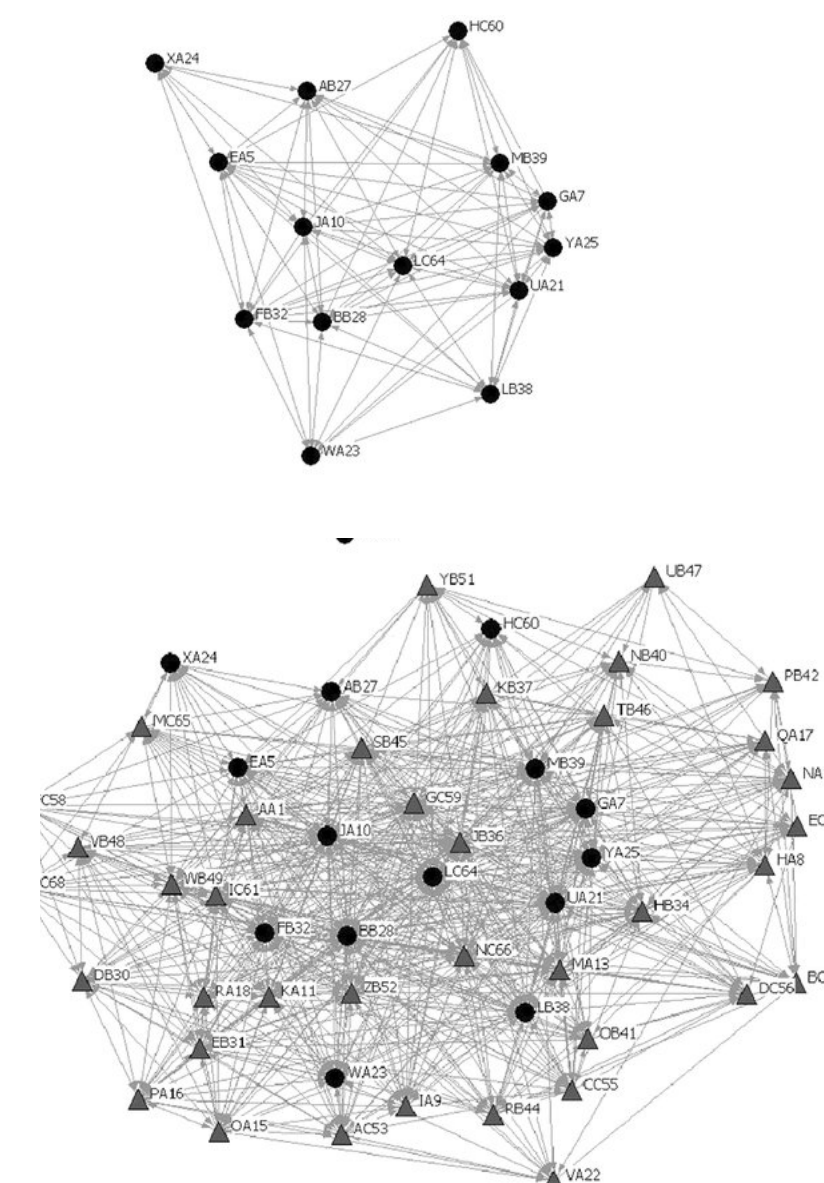 HC60
XA24
AB27
EA5
MB39
GA7
JA10
YA25
LC64
UA21
FB32
BB28
LB38
WA23
UB47
YB51
HC60
NB40
XA24
PB42
AB27
KB37
TB46
MC65
QA17
SB45
EA5
MB39
NA
C58
GC59
GA7
AA1
JA10
JB36
VB48
YA25
HA8
LC64
C68
WB49
IC61
UA21
HB34
FB32
BB28
NC66
MA13
DB30
RA18
KA11
ZB52
DC56
LB38
OB41
EB31
WA23
CC55
PA16
IA9
RB44
OA15
AC53
VA22